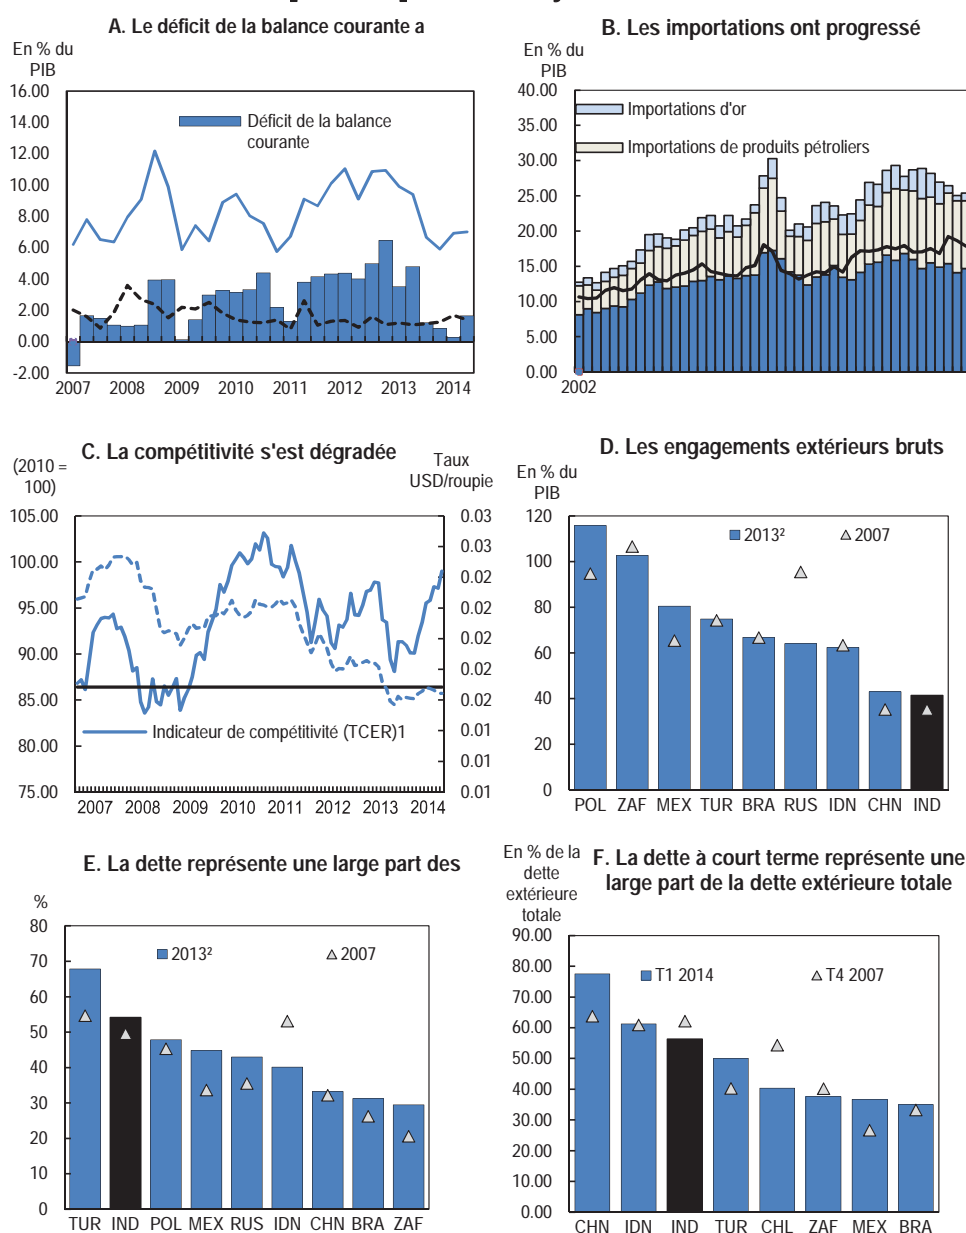 A. Le déficit de la balance courante a
En % du
PIB
16.00
14.00
12.00
10.00
8.00
6.00
4.00
2.00
0.00
-2.00
Déficit de la balance
courante
2007 2008 2009 2010 2011 2012 2013 2014
B. Les importations ont progressé
En % du
PIB
40.00
35.00
30.00
25.00
20.00
15.00
10.00
5.00
0.00
Importations d'or
Importations de produits pétroliers
2002
C. La compétitivité s'est dégradée
(2010 =
100)
Taux
USD/roupie
105.00
100.00
95.00
90.00
85.00
80.00
75.00
0.03
0.03
0.02
0.02
0.02
0.02
0.02
0.01
0.01
0.01
Indicateur de compétitivité (TCER)1
2007 2008 2009 2010 2011 2012 2013 2014
D. Les engagements extérieurs bruts
En % du
PIB
120
100
80
60
40
20
0
2013²
2007
POL ZAF MEX TUR BRA RUS IDN CHN IND
E. La dette représente une large part des
%
80
70
60
50
40
30
20
10
0
2013²
2007
TUR IND POL MEX RUS IDN CHN BRA ZAF
En % de la
dette
extérieure
totale
F. La dette à court terme représente une
large part de la dette extérieure totale
90.00
80.00
70.00
60.00
50.00
40.00
30.00
20.00
10.00
0.00
T1 2014
T4 2007
CHN IDN IND TUR CHL ZAF MEX BRA